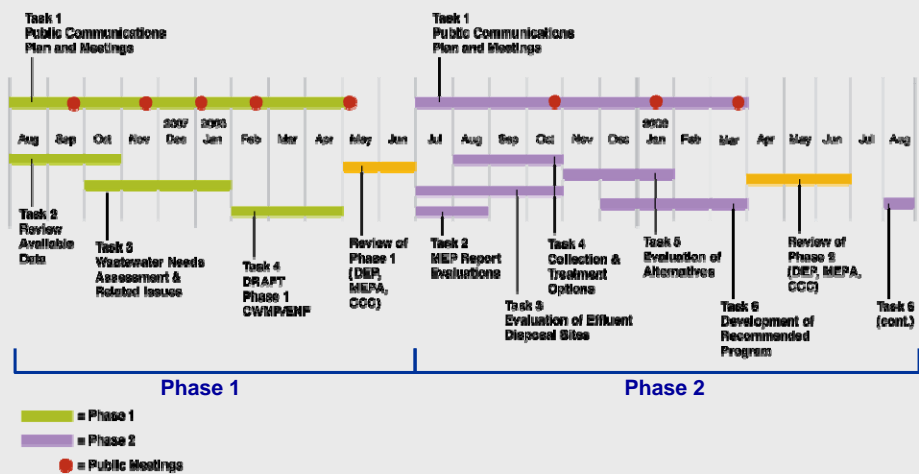 Task 1
Public Communications
Plan and Meetings
Task 1
Public Communications
Plan and Meetings
2007
Aug Sep Oct Nov Dec Jan Feb Mar Apr May Jun Jul Aug Sep Oct Nov Dec Jan Feb Mar Apr May Jun Jul Aug
Task 2
Review
Available
Data
Task 3
Wastewater Needs
Assessment &
Related Issues
Task 4
DRAFT
Phase 1
CWMP/ENF
Review of
Phase 1
(DEP,
MEPA,
CCC)
Task 2
MEP Report
Evaluations
Task 3
Evaluation of Effluent
Disposal Sites
Task 4
Collection &
Treatment
Options
Task 5
Evaluation of
Alternatives
Task 6
Development of
Recommended
Program
Review of
Phase 2
(DEP, MEPA,
CCC)
Task 6
(cont.)
Phase 1
Phase 2
= Phase 1
= Phase 2
= Public Meetings